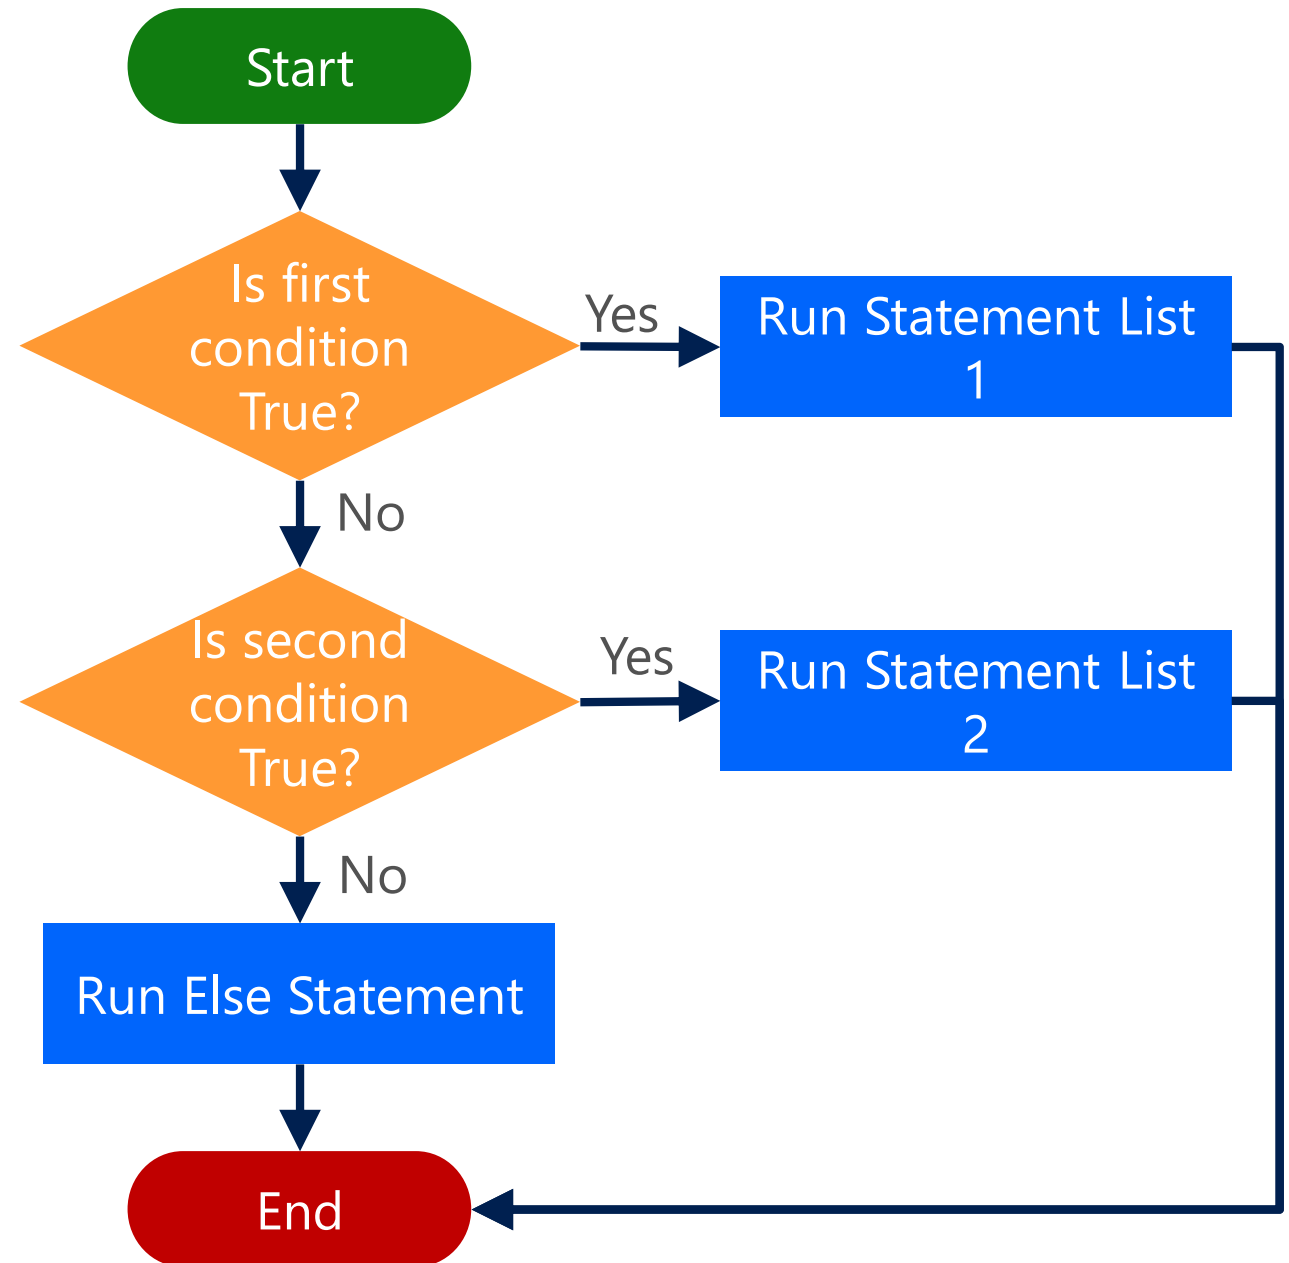 Start
Is first
condition
True?
Yes
Run Statement List
1
No
Is second
condition
True?
Yes
Run Statement List
2
No
Run Else Statement
End